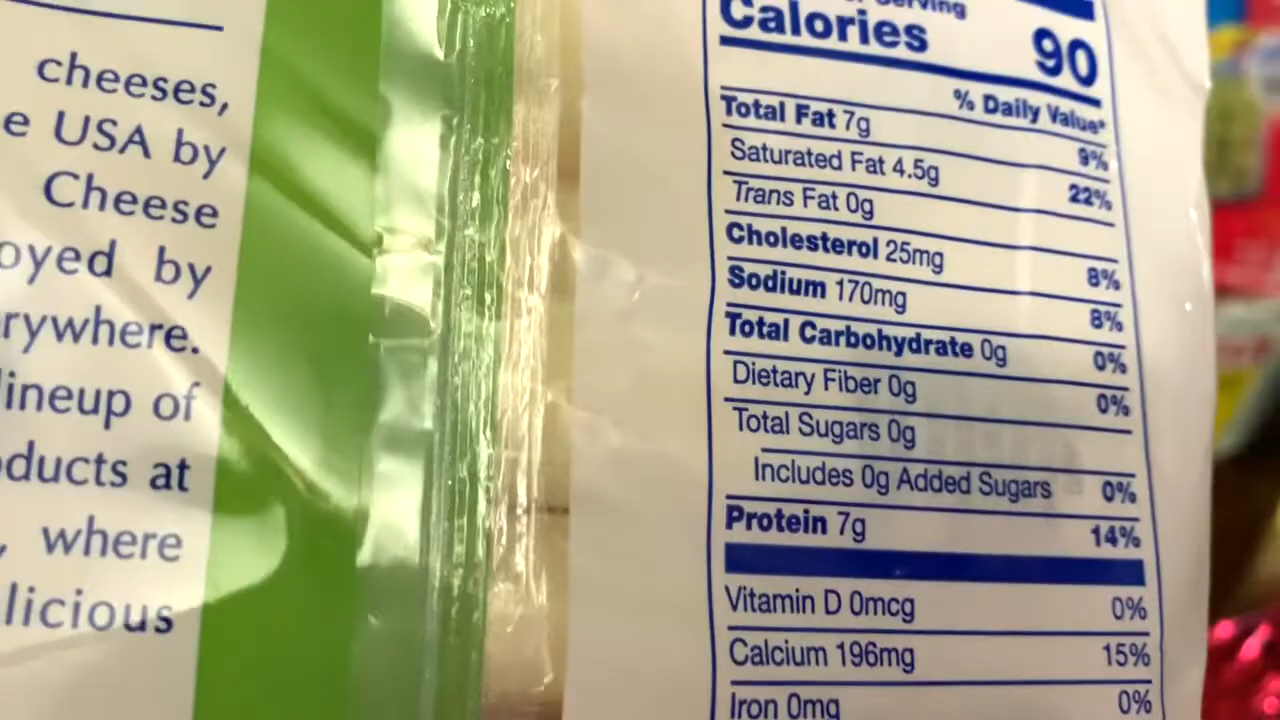 cheeses,
e USA by
Cheese
oyed by
rywhere.
lineup of
ducts at
, where
licious
Serving
Calories 90
% Daily Value*
Total Fat 7g 9%
Saturated Fat 4.5g 22%
Trans Fat 0g
Cholesterol 25mg 8%
Sodium 170mg 8%
Total Carbohydrate 0g 0%
Dietary Fiber 0g 0%
Total Sugars 0g
Includes 0g Added Sugars 0%
Protein 7g 14%
Vitamin D 0mcg 0%
Calcium 196mg 15%
Iron 0mg 0%